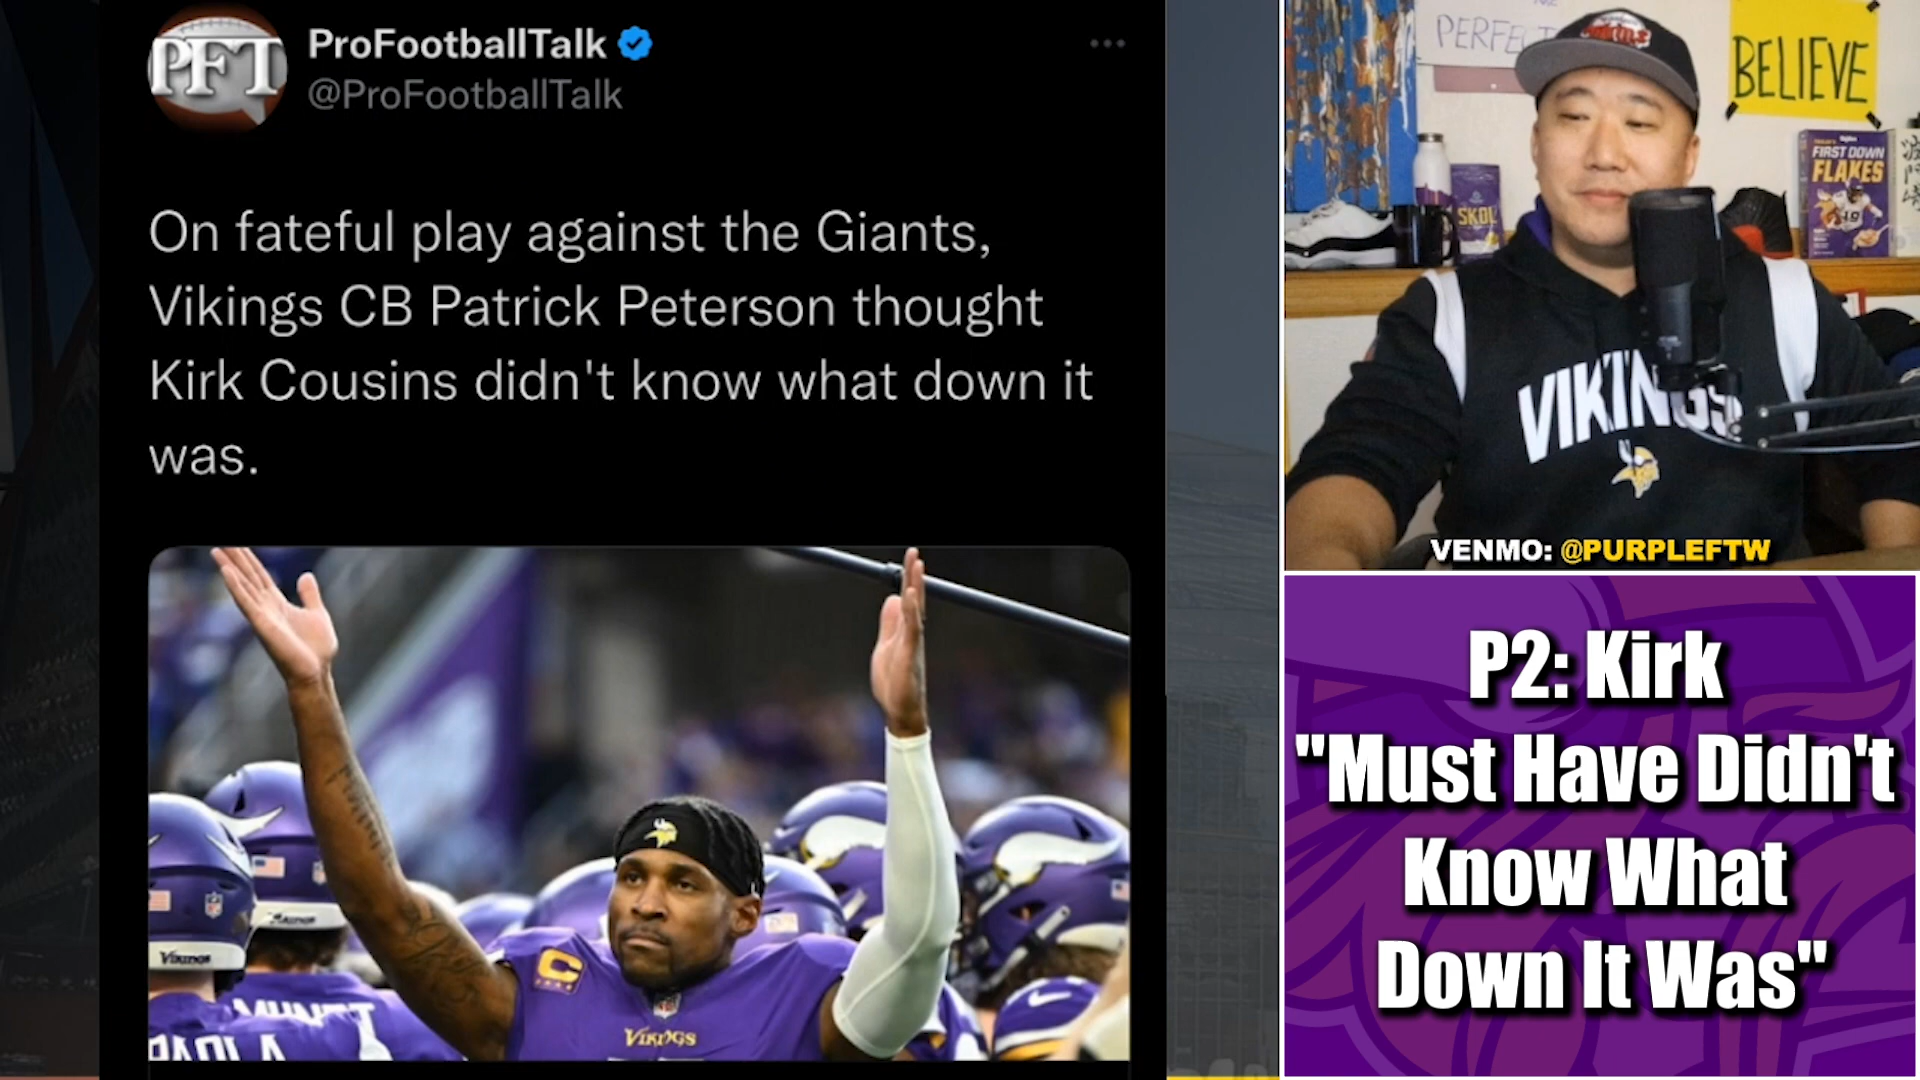 PFT
ProFootballTalk
@ProFootballTalk
On fateful play against the Giants,
Vikings CB Patrick Peterson thought
Kirk Cousins didn't know what down it
was.
VIKINGS
C
VIKINGS
BELIEVE
FIRST DOWN
FLAKES
SKOL
VIKINGS
VENMO: @PURPLEFTW
P2: Kirk
"Must Have Didn't
Know What
Down It Was"